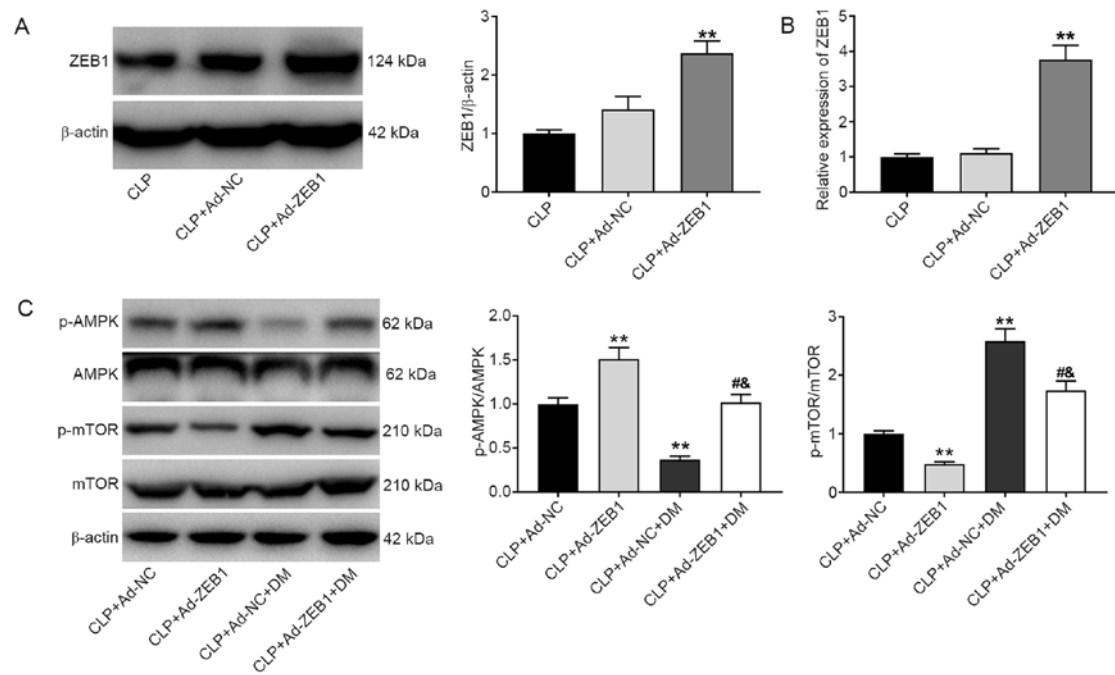 A
ZEB1
124 kDa
β-actin
42 kDa
CLP
CLP+Ad-NC
CLP+Ad-ZEB1
ZEB1/β-actin
3
2
1
0
**
CLP
CLP+Ad-NC
CLP+Ad-ZEB1
B
Relative expression of ZEB1
5
4
3
2
1
0
**
CLP
CLP+Ad-NC
CLP+Ad-ZEB1
C
p-AMPK
62 kDa
AMPK
62 kDa
p-mTOR
210 kDa
mTOR
210 kDa
β-actin
42 kDa
CLP+Ad-NC
CLP+Ad-ZEB1
CLP+Ad-NC+DM
CLP+Ad-ZEB1+DM
p-AMPK/AMPK
2.0
1.5
1.0
0.5
0.0
**
**
#&
CLP+Ad-NC
CLP+Ad-ZEB1
CLP+Ad-NC+DM
CLP+Ad-ZEB1+DM
p-mTOR/mTOR
3
2
1
0
**
**
#&
CLP+Ad-NC
CLP+Ad-ZEB1
CLP+Ad-NC+DM
CLP+Ad-ZEB1+DM